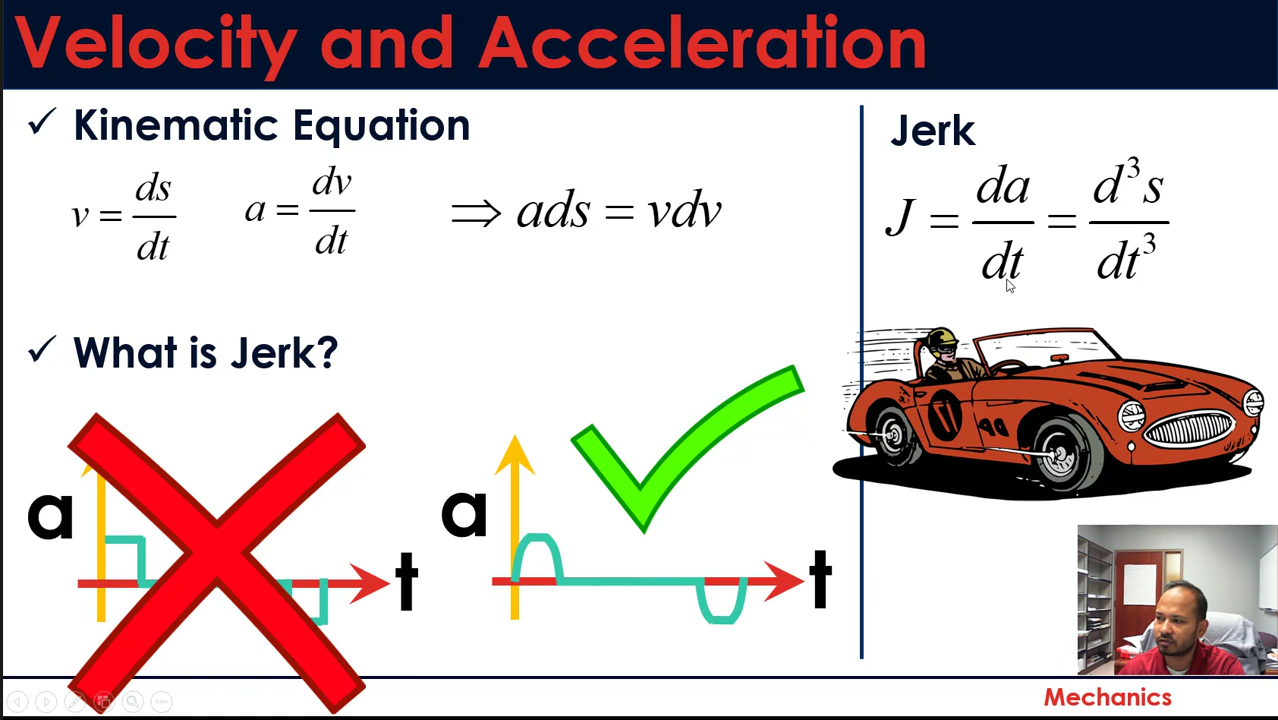 Velocity and Acceleration
✓ Kinematic Equation
v = ds/dt a = dv/dt ⇒ ads = vdv
✓ What is Jerk?
a
t
a
t
Jerk
J = da/dt = d³s/dt³
17
Mechanics